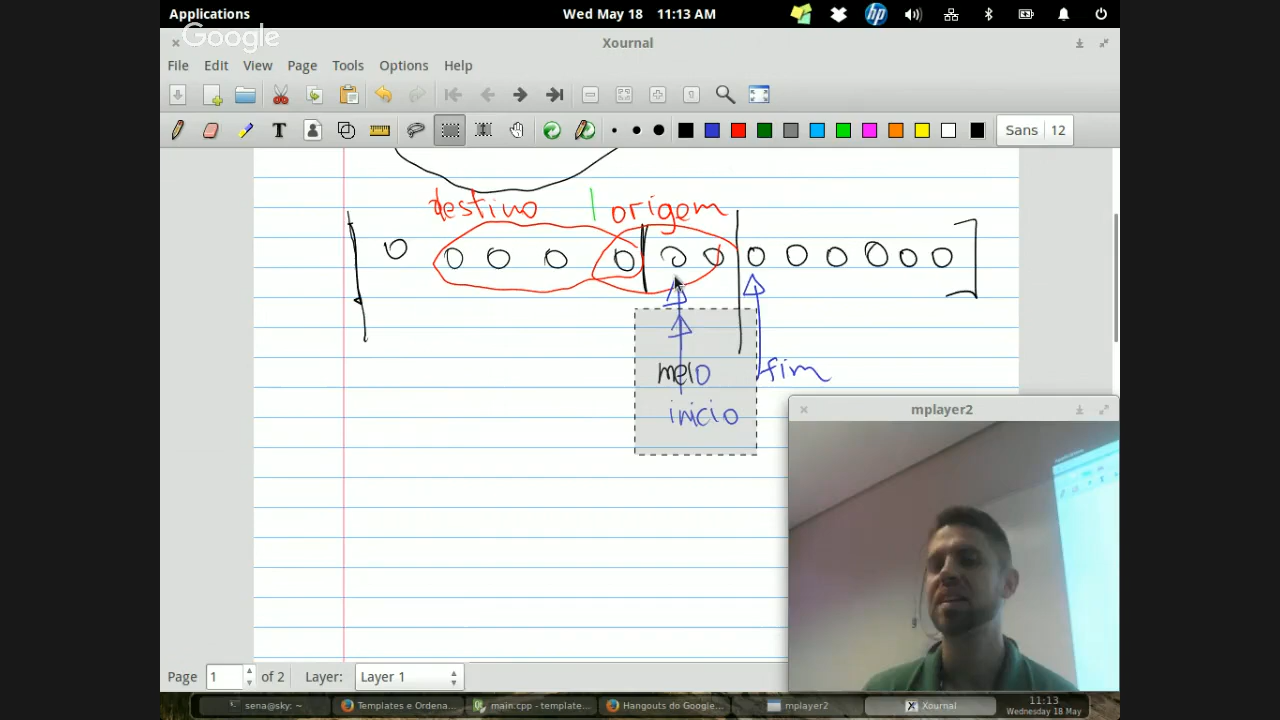 Applications
Wed May 18 11:13 AM
Google
Xournal
File Edit View Page Tools Options Help
Sans 12
destino | origem
meio
fim
inicio
mplayer2
Page 1 of 2 Layer: Layer 1
sena@sky: ~
Templates e Ordena...
main.cpp - template...
Hangouts do Google...
mplayer2
Xournal
11:13
Wednesday 18 May